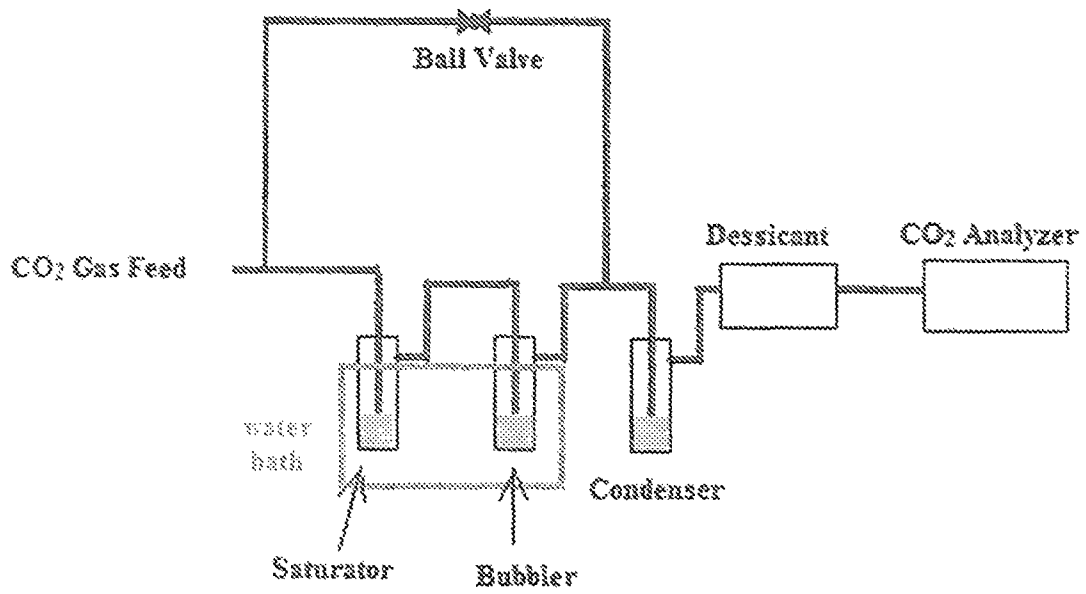 Ball Valve
Dessicant
CO₂ Analyzer
CO₂ Gas Feed
water
bath
Condenser
Saturator
Bubbler